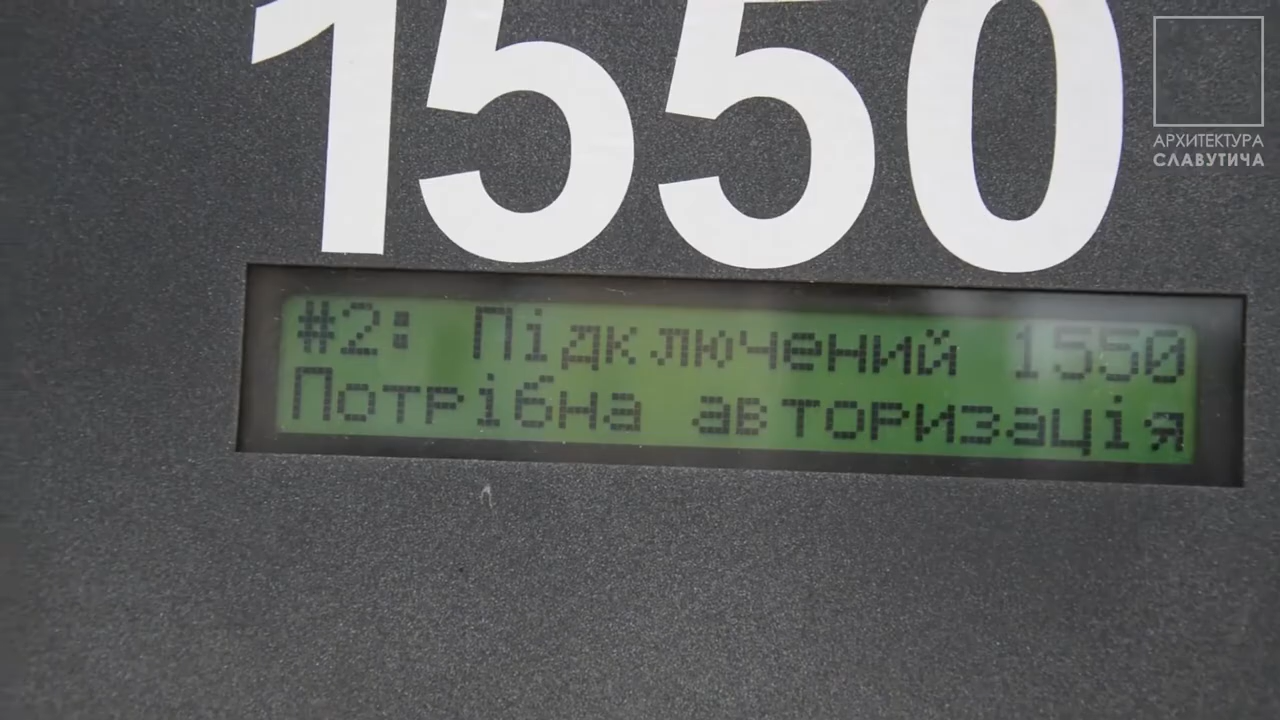 1550
АРХИТЕКТУРА
СЛАВУТИЧА
#2: Підключений 1550
Потрібна авторизація